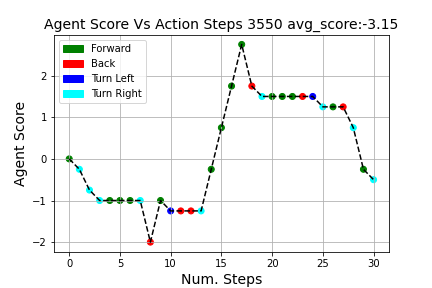 Agent Score Vs Action Steps 3550 avg_score:-3.15
Forward
Back
Turn Left
Turn Right
Agent Score
2
1
0
−1
−2
0 5 10 15 20 25 30
Num. Steps